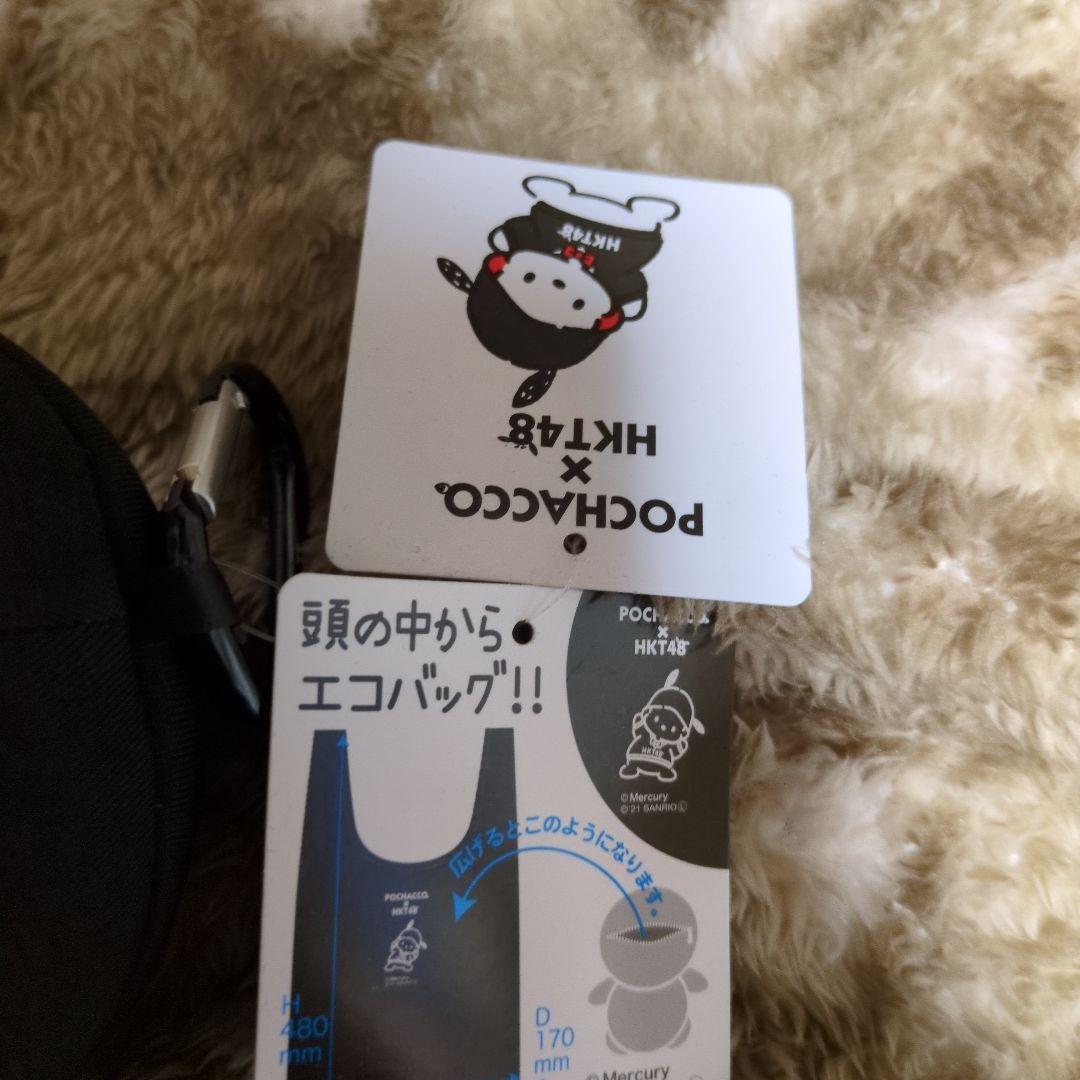 HKT48
HKT48
×
POCHACCO
頭の中から
エコバッグ!!
HKT48
HKT48
© Mercury
©'21 SANRIO Ⓛ
広げるとこのようになります。
POCHACCO
×
HKT48
H
480
mm
D
170
mm
© Mercury